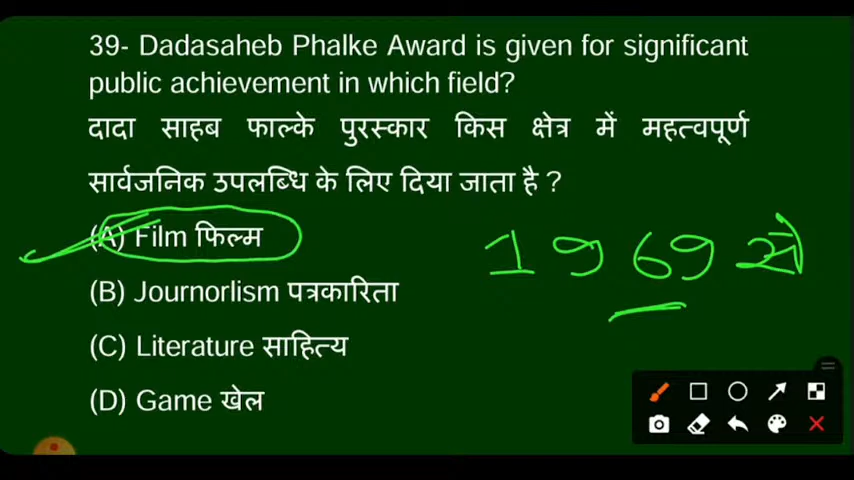 39- Dadasaheb Phalke Award is given for significant
public achievement in which field?
दादा साहब फाल्के पुरस्कार किस क्षेत्र में महत्वपूर्ण
सार्वजनिक उपलब्धि के लिए दिया जाता है ?
(A) Film फिल्म
1969 से
(B) Journorlism पत्रकारिता
(C) Literature साहित्य
(D) Game खेल